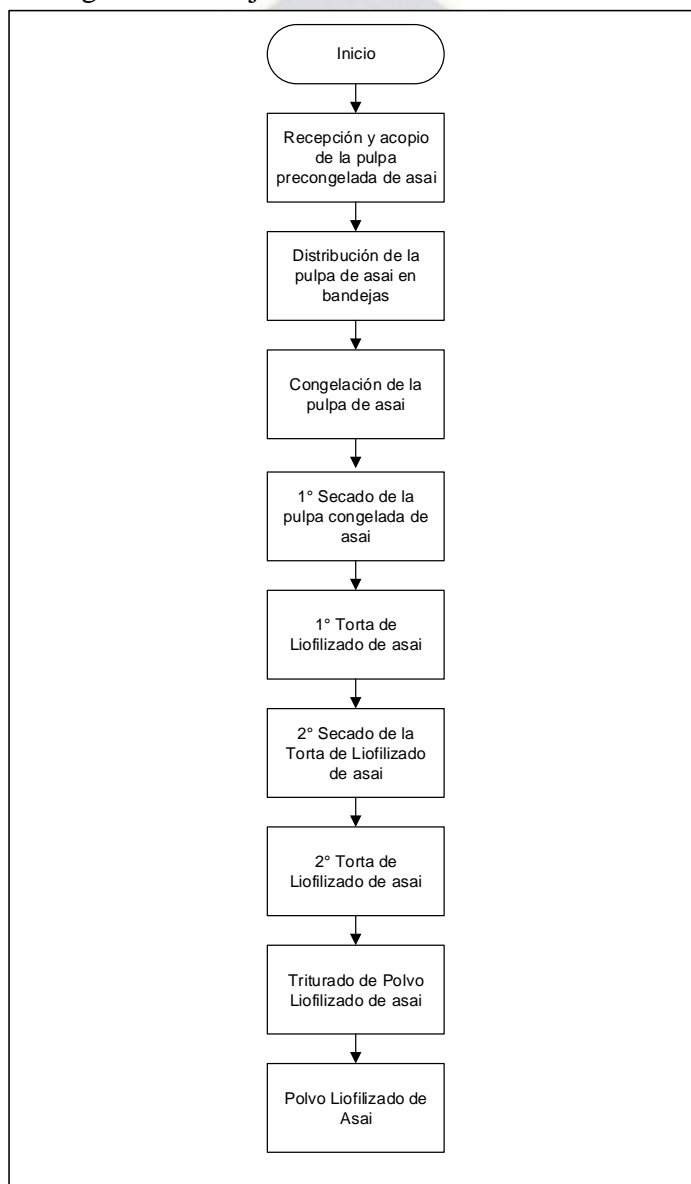 Inicio
Recepción y acopio
de la pulpa
precongelada de asai
Distribución de la
pulpa de asai en
bandejas
Congelación de la
pulpa de asai
1° Secado de la
pulpa congelada de
asai
1° Torta de
Liofilizado de asai
2° Secado de la
Torta de Liofilizado
de asai
2° Torta de
Liofilizado de asai
Triturado de Polvo
Liofilizado de asai
Polvo Liofilizado de
Asai